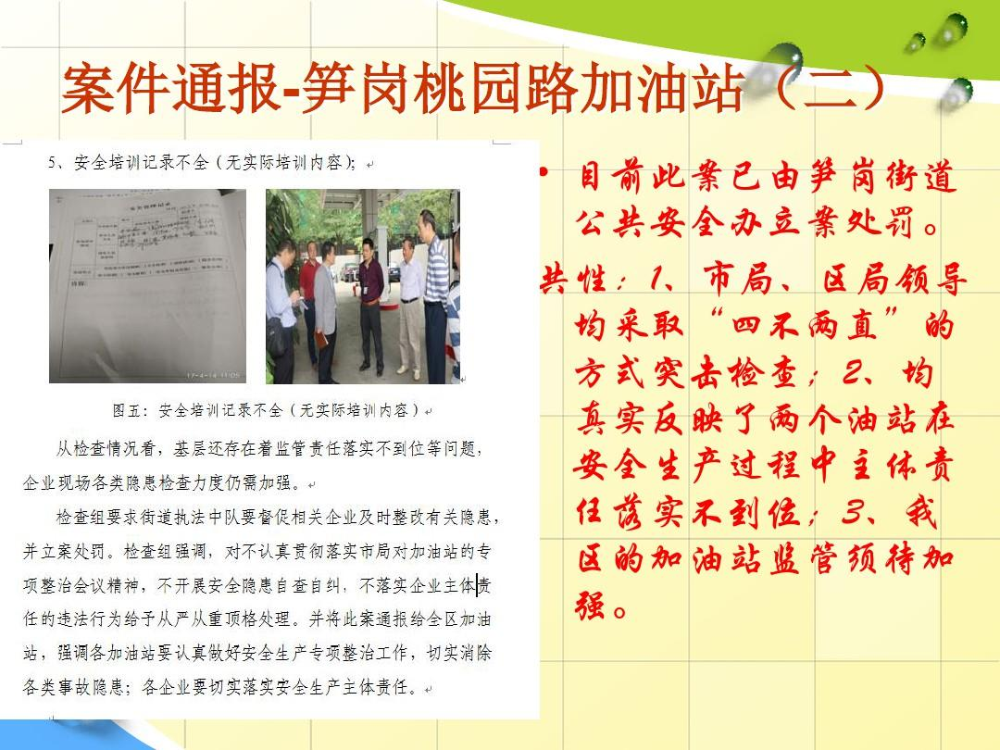 案件通报-笋岗桃园路加油站（二）
5、安全培训记录不全（无实际培训内容）；
安全管理记录
17-4-14 11:05
图五：安全培训记录不全（无实际培训内容）
从检查情况看，基层还存在着监管责任落实不到位等问题，
企业现场各类隐患检查力度仍需加强。
检查组要求街道执法中队要督促相关企业及时整改有关隐患，
并立案处罚。检查组强调，对不认真贯彻落实市局对加油站的专
项整治会议精神，不开展安全隐患自查自纠，不落实企业主体责
任的违法行为给予从严从重顶格处理。并将此案通报给全区加油
站，强调各加油站要认真做好安全生产专项整治工作，切实消除
各类事故隐患；各企业要切实落实安全生产主体责任。
• 目前此案已由笋岗街道
公共安全办立案处罚。
共性：1、市局、区局领导
均采取“四不两直”的
方式突击检查；2、均
真实反映了两个油站在
安全生产过程中主体责
任落实不到位；3、我
区的加油站监管须待加
强。